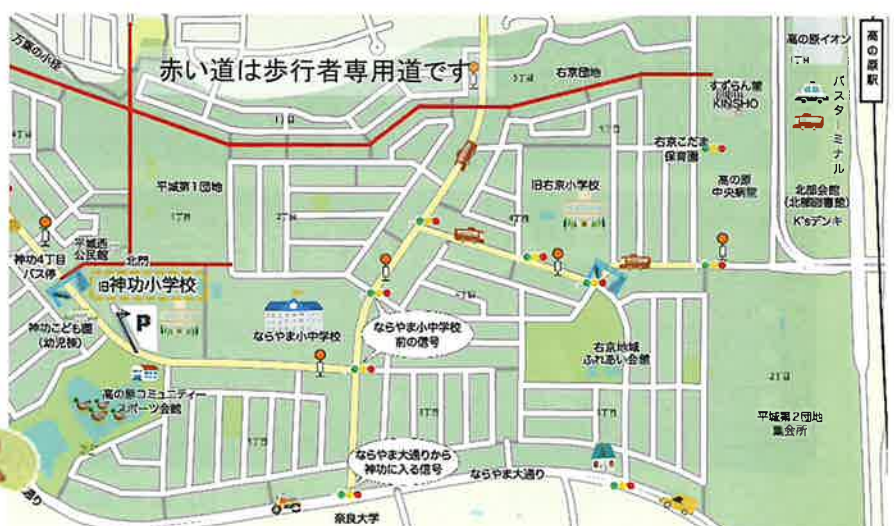 万葉の小径
赤い道は歩行者専用道です
右京団地
すずらん館
KINSHO
高の原イオン
1丁目
バスターミナル
高の原駅
右京こだま
保育園
高の原
中央病院
北部会館
(北部図書館)
K'sデンキ
平城第1団地
旧右京小学校
平城西
公民館
北門
神功4丁目
バス停
旧神功小学校
P
神功こども園
(幼児棟)
ならやま小中学校
ならやま小中学校
前の信号
右京地域
ふれあい会館
高の原コミュニティー
スポーツ会館
2丁目
平城第2団地
集会所
ならやま大通りから
神功に入る信号
ならやま大通り
奈良大学
通り